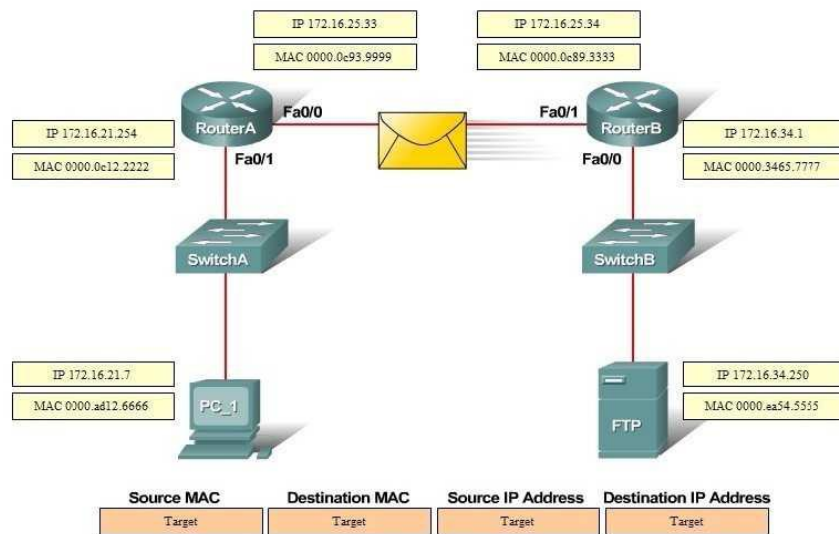 IP 172.16.25.33
IP 172.16.25.34
MAC 0000.0c93.9999
MAC 0000.0c89.3333
Fa0/0
Fa0/1
RouterA
RouterB
IP 172.16.21.254
IP 172.16.34.1
Fa0/1
Fa0/0
MAC 0000.0c12.2222
MAC 0000.3465.7777
SwitchA
SwitchB
IP 172.16.21.7
IP 172.16.34.250
MAC 0000.ad12.6666
MAC 0000.ea54.5555
PC_1
FTP
Source MAC Destination MAC Source IP Address Destination IP Address
Target Target Target Target